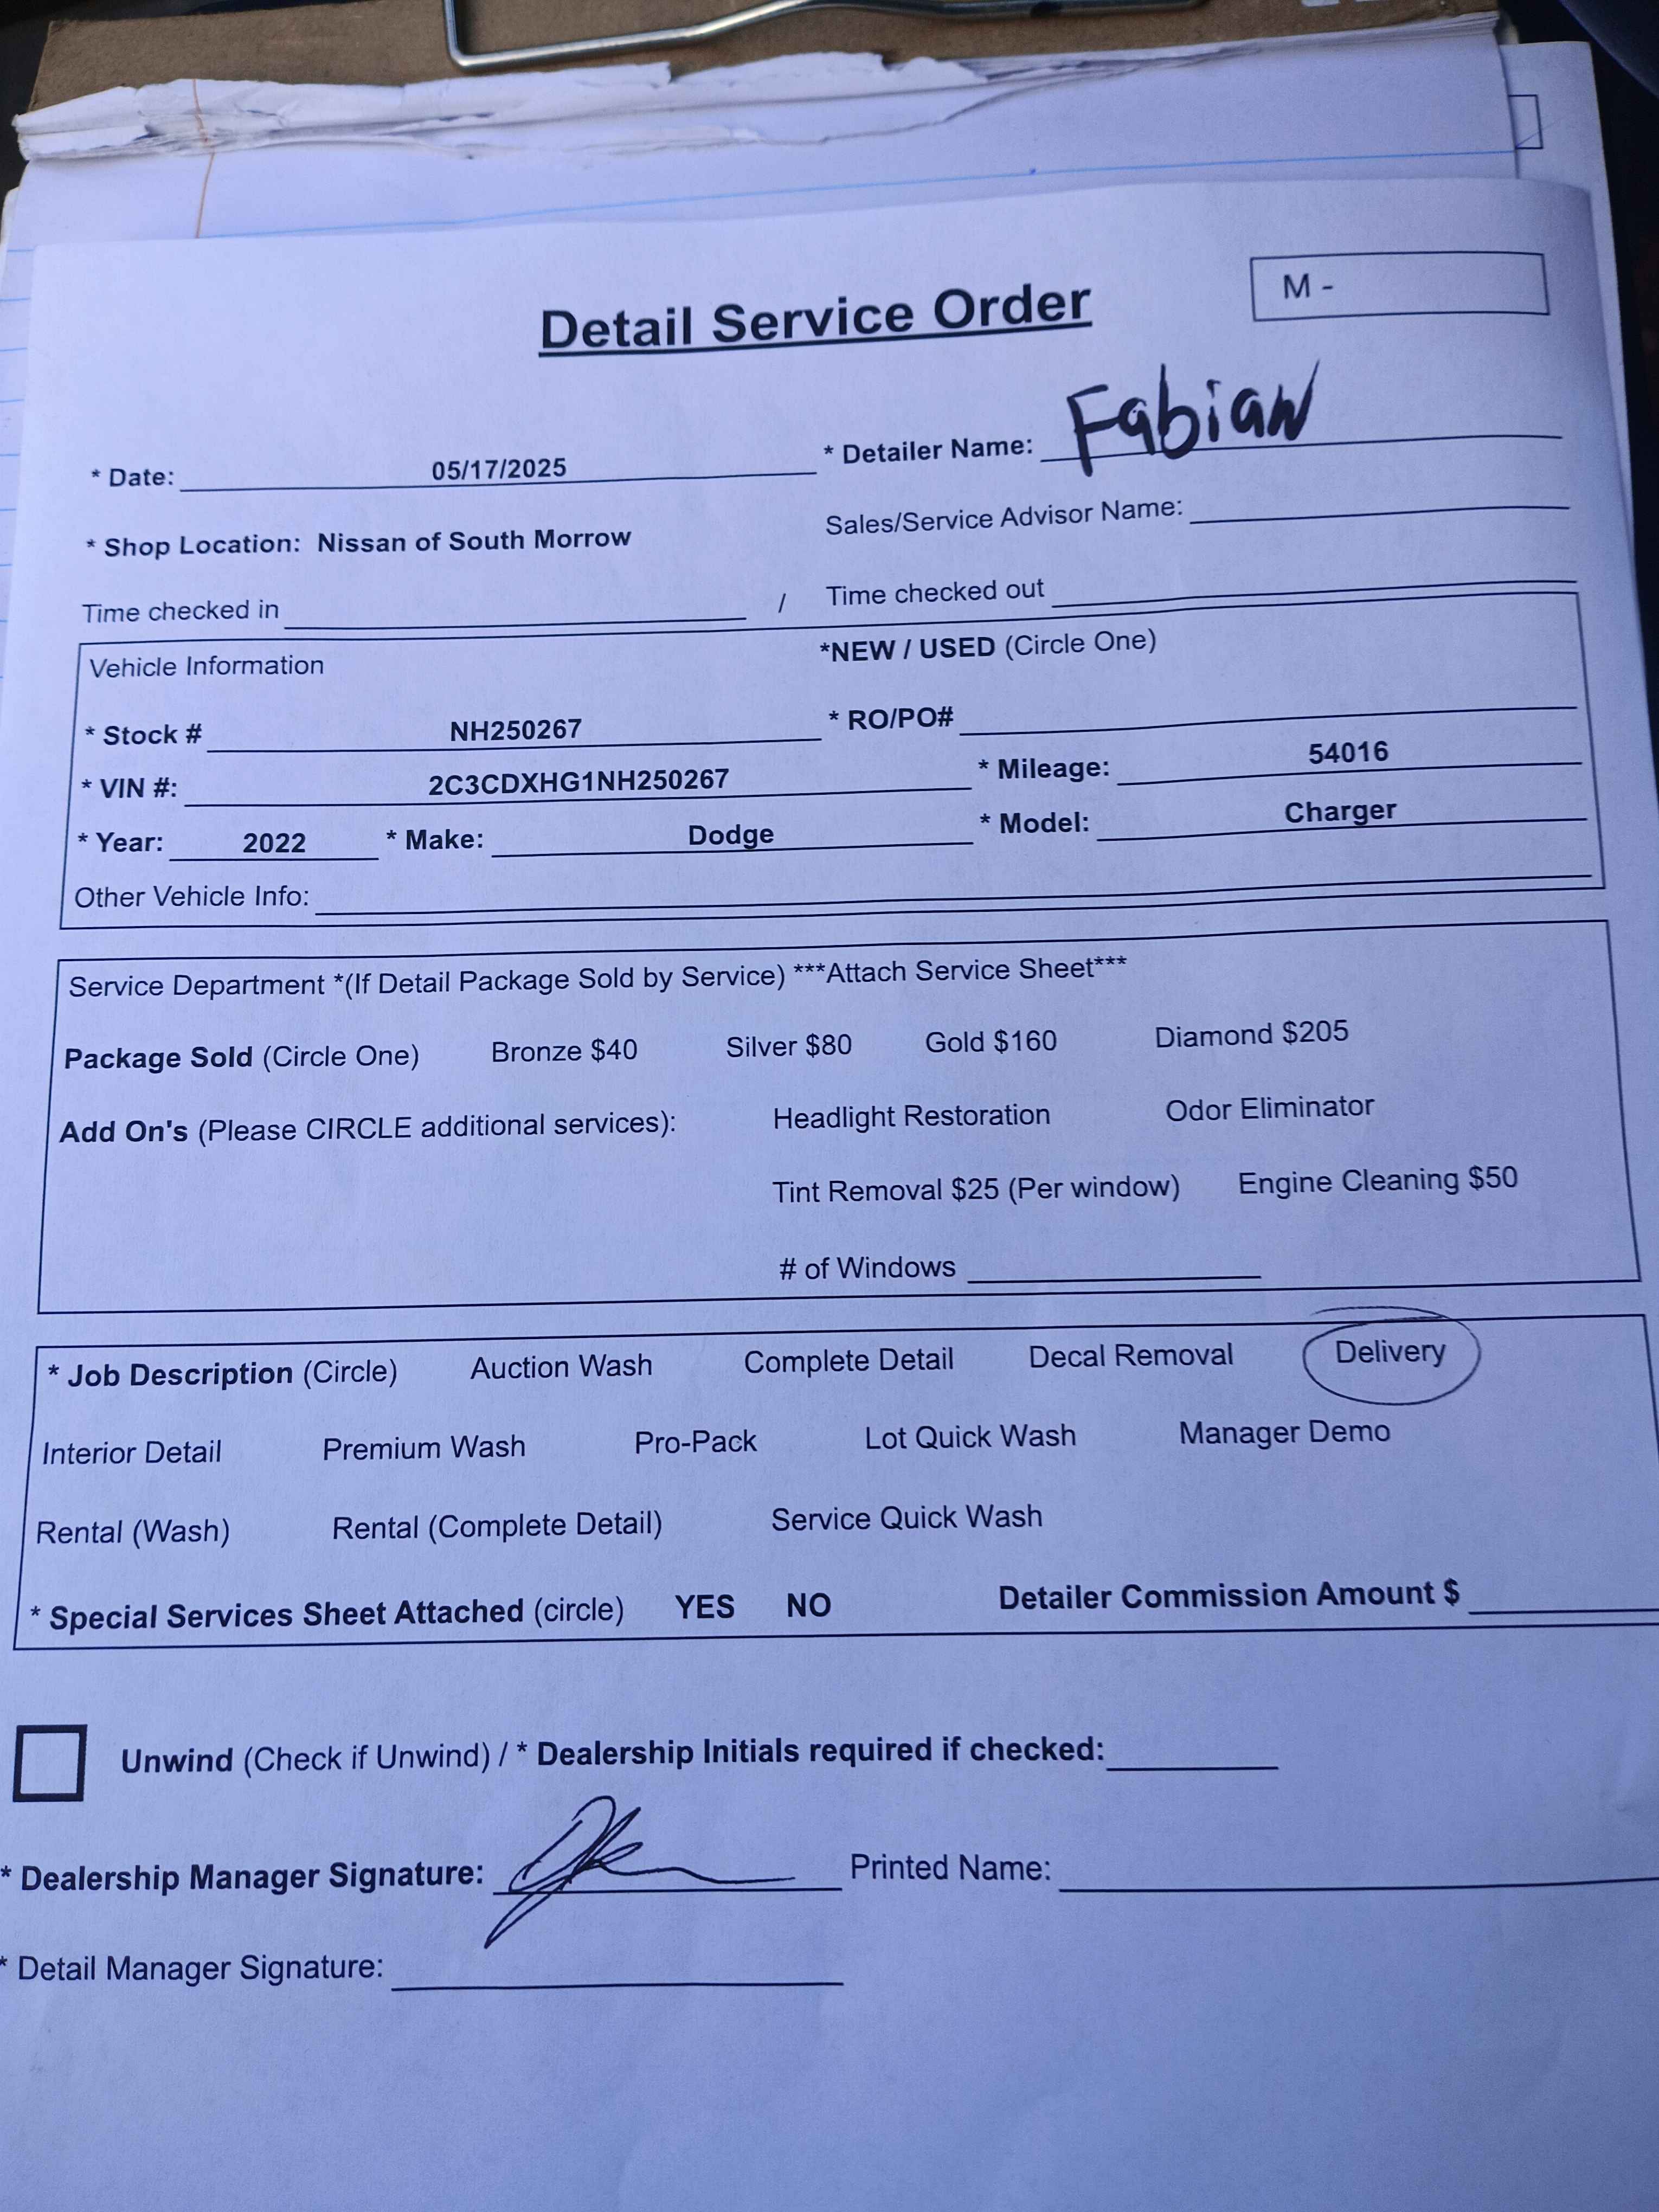 M -
Detail Service Order
* Date: 05/17/2025 * Detailer Name: Fabian
* Shop Location: Nissan of South Morrow Sales/Service Advisor Name:
Time checked in / Time checked out
Vehicle Information *NEW / USED (Circle One)
* Stock # NH250267 * RO/PO#
* VIN #: 2C3CDXHG1NH250267 * Mileage: 54016
* Year: 2022 * Make: Dodge * Model: Charger
Other Vehicle Info:
Service Department *(If Detail Package Sold by Service) ***Attach Service Sheet***
Package Sold (Circle One) Bronze $40 Silver $80 Gold $160 Diamond $205
Add On's (Please CIRCLE additional services): Headlight Restoration Odor Eliminator
Tint Removal $25 (Per window) Engine Cleaning $50
# of Windows
* Job Description (Circle) Auction Wash Complete Detail Decal Removal Delivery
Interior Detail Premium Wash Pro-Pack Lot Quick Wash Manager Demo
Rental (Wash) Rental (Complete Detail) Service Quick Wash
* Special Services Sheet Attached (circle) YES NO Detailer Commission Amount $
Unwind (Check if Unwind) / * Dealership Initials required if checked:
* Dealership Manager Signature: Printed Name:
* Detail Manager Signature: